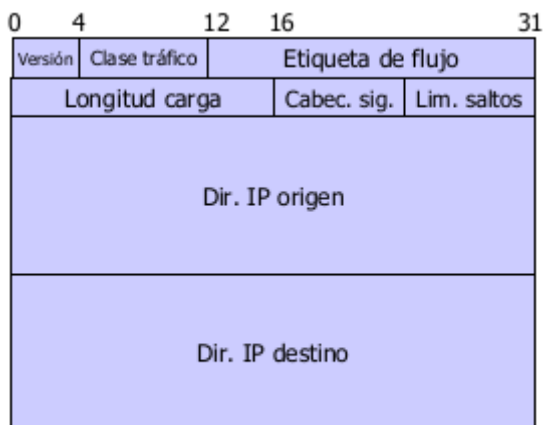 0 4 12 16 31
Versión Clase tráfico Etiqueta de flujo
Longitud carga Cabec. sig. Lim. saltos
Dir. IP origen
Dir. IP destino